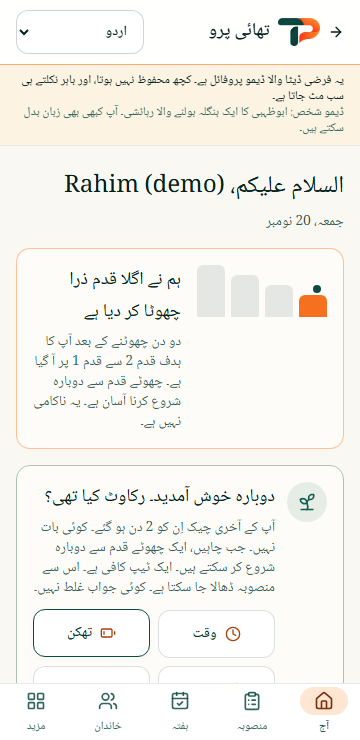 تھائی پرو
اردو
یہ فرضی ڈیٹا والا ڈیمو پروفائل ہے۔ کچھ محفوظ نہیں ہوتا، اور باہر نکلتے ہی
سب مٹ جاتا ہے۔
ڈیمو شخص: ابوظہبی کا ایک بنگلہ بولنے والا رہائشی۔ آپ کبھی بھی زبان بدل
سکتے ہیں۔
السلام علیکم، Rahim (demo)
جمعہ، 20 نومبر
ہم نے اگلا قدم ذرا
چھوٹا کر دیا ہے
دو دن چھوٹنے کے بعد آپ کا
ہدف قدم 2 سے قدم 1 پر آ گیا
ہے۔ چھوٹے قدم سے دوبارہ
شروع کرنا آسان ہے۔ یہ ناکامی
نہیں ہے۔
دوبارہ خوش آمدید۔ رکاوٹ کیا تھی؟
آپ کے آخری چیک اِن کو 2 دن ہو گئے۔ کوئی بات
نہیں۔ جب چاہیں، ایک چھوٹے قدم سے دوبارہ
شروع کر سکتے ہیں۔ ایک ٹیپ کافی ہے۔ اس سے
منصوبہ ڈھالا جا سکتا ہے۔ کوئی جواب غلط نہیں۔
وقت
تھکن
آج
منصوبہ
ہفتہ
خاندان
مزید